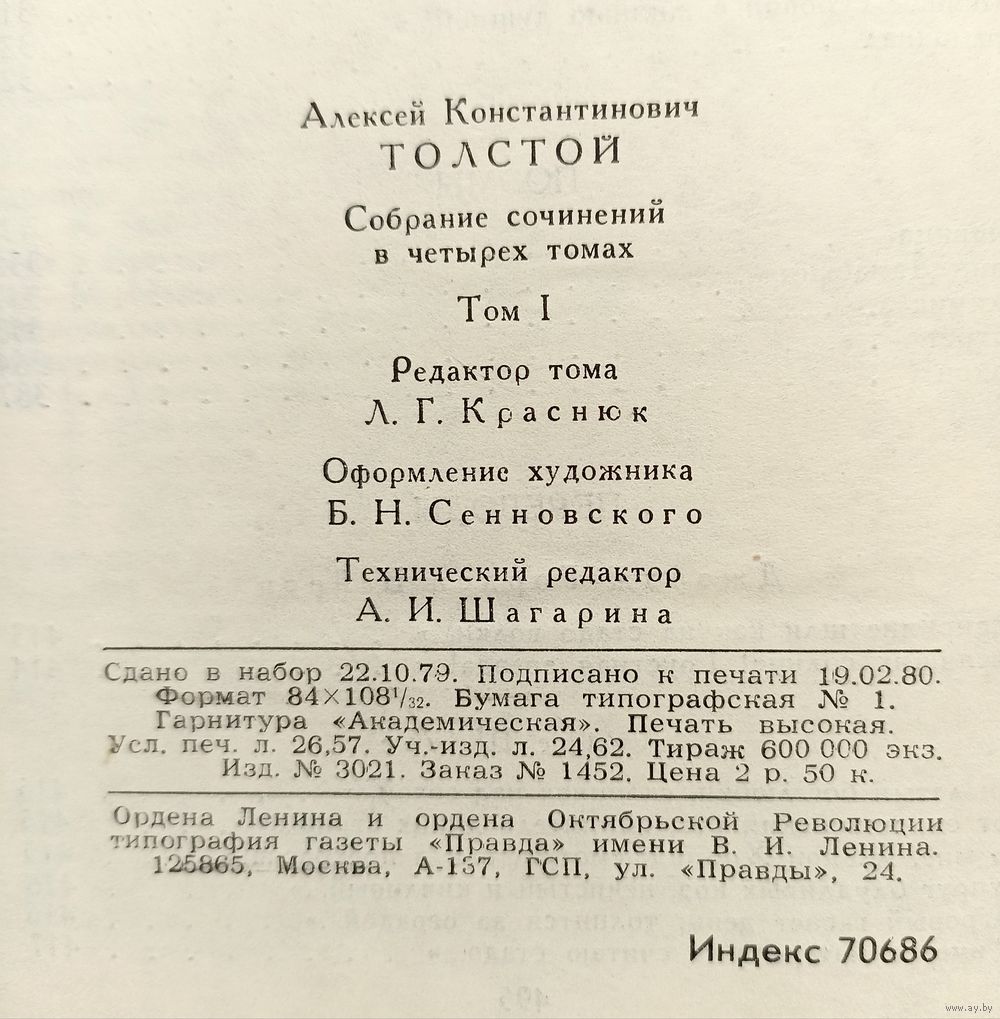 Алексей Константинович
ТОЛСТОЙ
Собрание сочинений
в четырех томах
Том I
Редактор тома
Л. Г. Краснюк
Оформление художника
Б. Н. Сенновского
Технический редактор
А. И. Шагарина
Сдано в набор 22.10.79. Подписано к печати 19.02.80.
Формат 84×108¹/₃₂. Бумага типографская № 1.
Гарнитура «Академическая». Печать высокая.
Усл. печ. л. 26,57. Уч.-изд. л. 24,62. Тираж 600 000 экз.
Изд. № 3021. Заказ № 1452. Цена 2 р. 50 к.
Ордена Ленина и ордена Октябрьской Революции
типография газеты «Правда» имени В. И. Ленина.
125865, Москва, А-137, ГСП, ул. «Правды», 24.
Индекс 70686
www.ay.by